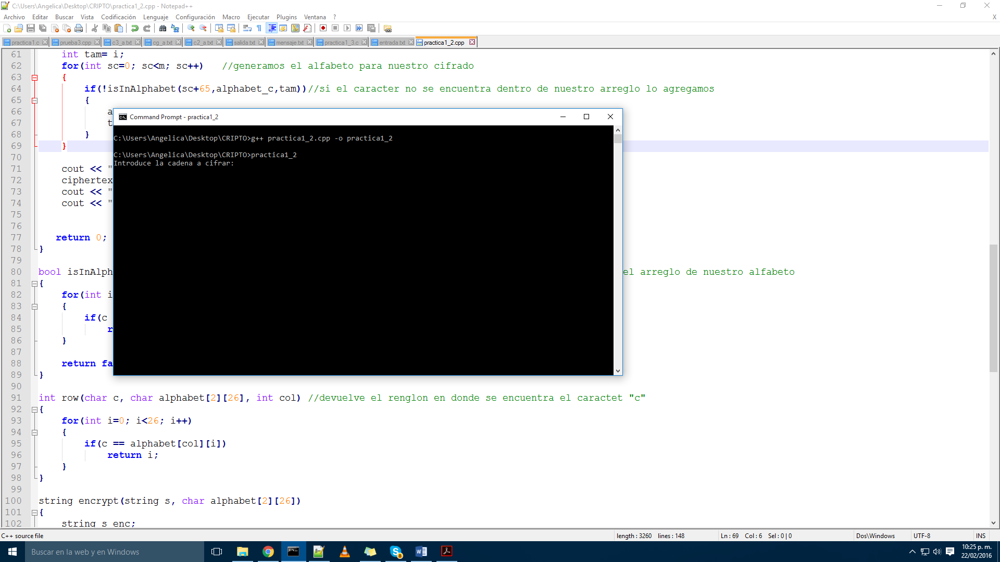 C:\Users\Angelica\Desktop\CRIPTO\practica1_2.cpp - Notepad++
Archivo Editar Buscar Vista Codificación Lenguaje Configuración Macro Ejecutar Plugins Ventana ? X
practica1.c prueba3.cpp c3_a.txt cg_a.txt c2_a.txt salida.txt mensaje.txt practica1_3.c entrada.txt practica1_2.cpp
61 int tam= i;
62 for(int sc=0; sc<m; sc++) //generamos el alfabeto para nuestro cifrado
63 {
64 if(!isInAlphabet(sc+65,alphabet_c,tam))//si el caracter no se encuentra dentro de nuestro arreglo lo agregamos
65 {
66 a
67 t
68 }
69 }
70
71 cout << "
72 ciphertex
73 cout << "
74 cout << "
75
76
77 return 0;
78 }
79
80 bool isInAlph el arreglo de nuestro alfabeto
81 {
82 for(int i
83 {
84 if(c
85 r
86 }
87
88 return fa
89 }
90
91 int row(char c, char alphabet[2][26], int col) //devuelve el renglon en donde se encuentra el caractet "c"
92 {
93 for(int i=0; i<26; i++)
94 {
95 if(c == alphabet[col][i])
96 return i;
97 }
98 }
99
100 string encrypt(string s, char alphabet[2][26])
101 {
102 string s_enc;
Command Prompt - practica1_2
C:\Users\Angelica\Desktop\CRIPTO>g++ practica1_2.cpp -o practica1_2
C:\Users\Angelica\Desktop\CRIPTO>practica1_2
Introduce la cadena a cifrar:
C++ source file length : 3260 lines : 148 Ln : 69 Col : 6 Sel : 0 | 0 Dos\Windows UTF-8 INS
Buscar en la web y en Windows
10:25 p. m.
22/02/2016